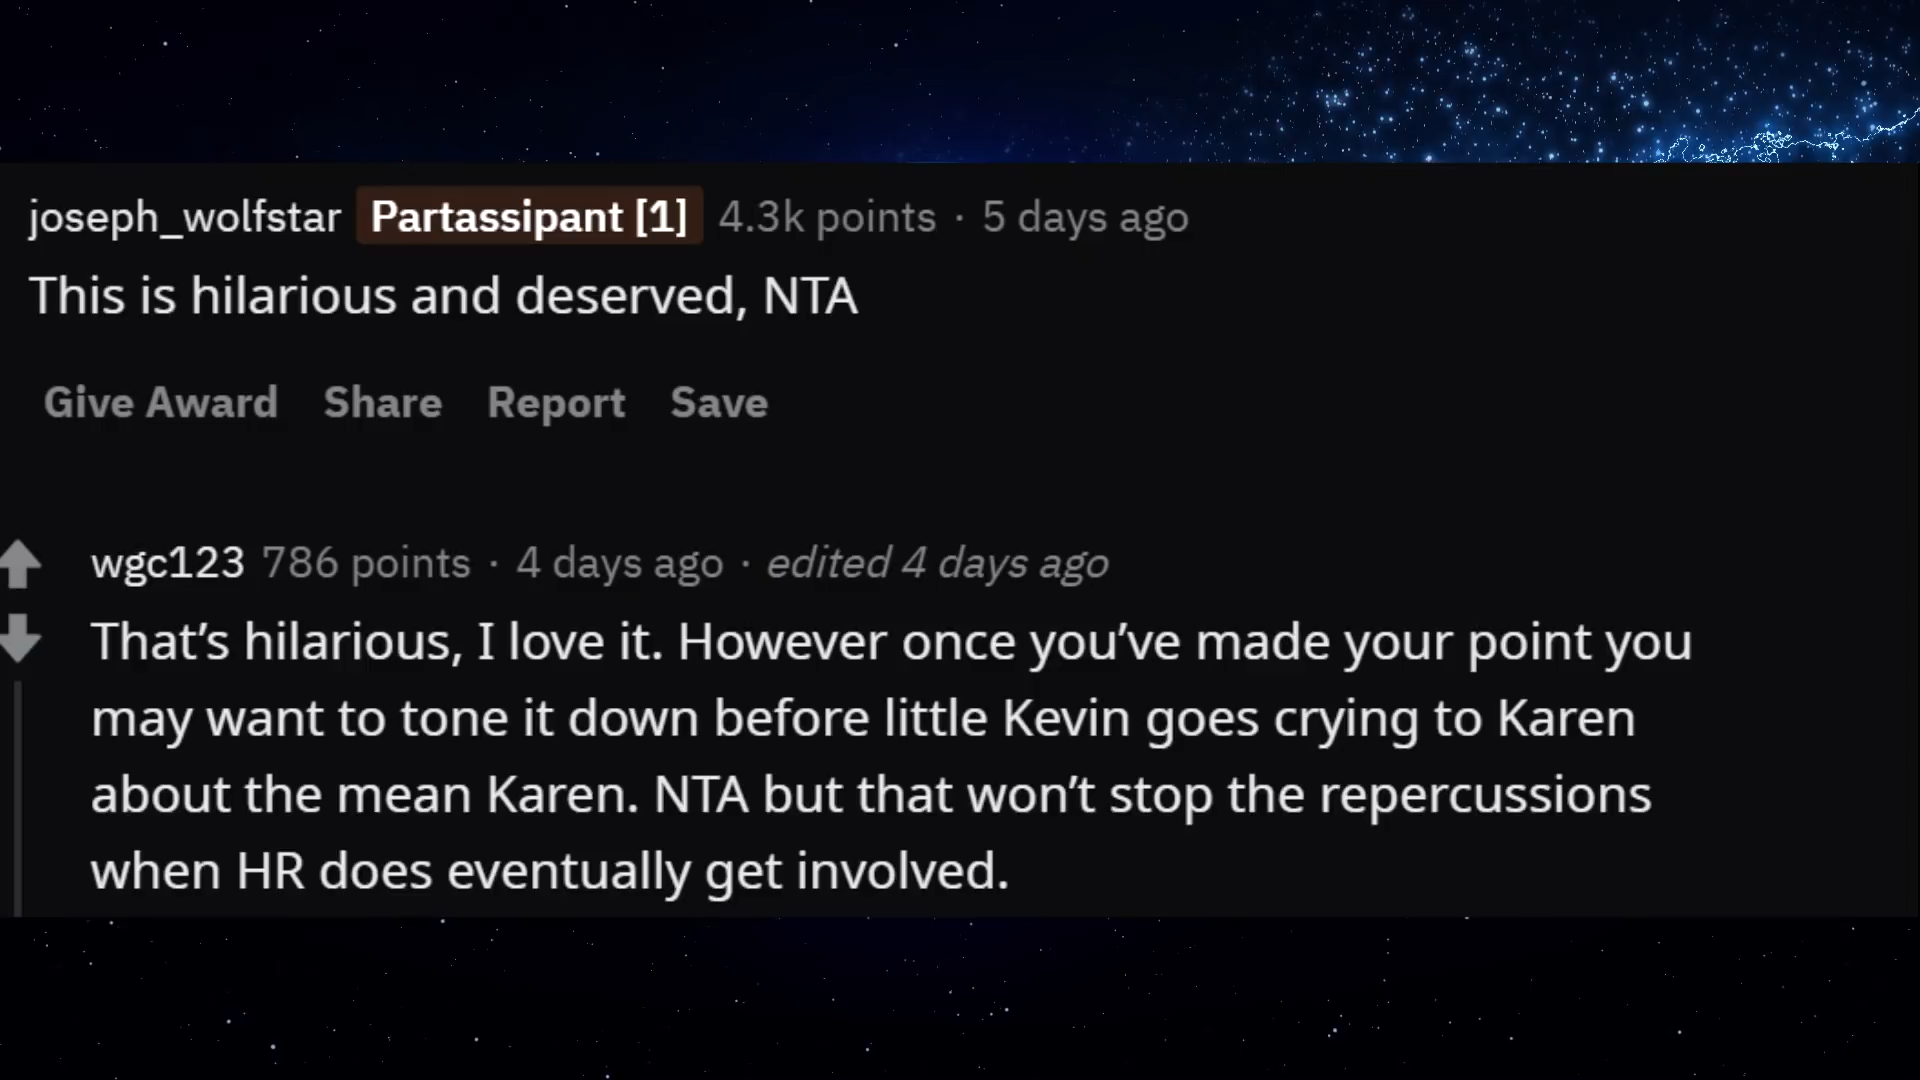 joseph_wolfstar Partassipant [1] 4.3k points · 5 days ago
This is hilarious and deserved, NTA
Give Award Share Report Save
wgc123 786 points · 4 days ago · edited 4 days ago
That’s hilarious, I love it. However once you’ve made your point you
may want to tone it down before little Kevin goes crying to Karen
about the mean Karen. NTA but that won’t stop the repercussions
when HR does eventually get involved.